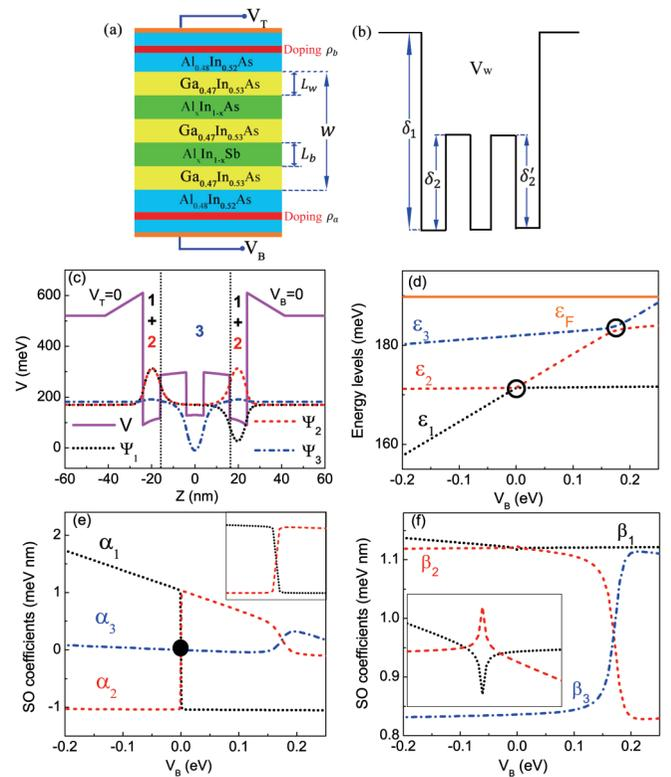 (a)
V_T
Doping ρ_b
Al_0.48In_0.52As
Ga_0.47In_0.53As
L_w
Al_xIn_1-xAs
Ga_0.47In_0.53As
w
Al_xIn_1-xSb
L_b
Ga_0.47In_0.53As
Al_0.48In_0.52As
Doping ρ_a
V_B
(b)
V_w
δ_1
δ_2
δ′_2
(c)
V_T=0
V_B=0
1
+
2
3
1
+
2
V (meV)
600
400
200
0
V
Ψ_1
Ψ_2
Ψ_3
-60 -40 -20 0 20 40 60
Z (nm)
(d)
Energy levels (meV)
180
160
ε_F
ε_3
ε_2
ε_1
-0.2 -0.1 0.0 0.1 0.2
V_B (eV)
(e)
SO coefficients (meV nm)
2
1
0
-1
α_1
α_3
α_2
-0.2 -0.1 0.0 0.1 0.2
V_B (eV)
(f)
SO coefficients (meV nm)
1.1
1.0
0.9
0.8
β_1
β_2
β_3
-0.2 -0.1 0.0 0.1 0.2
V_B (eV)